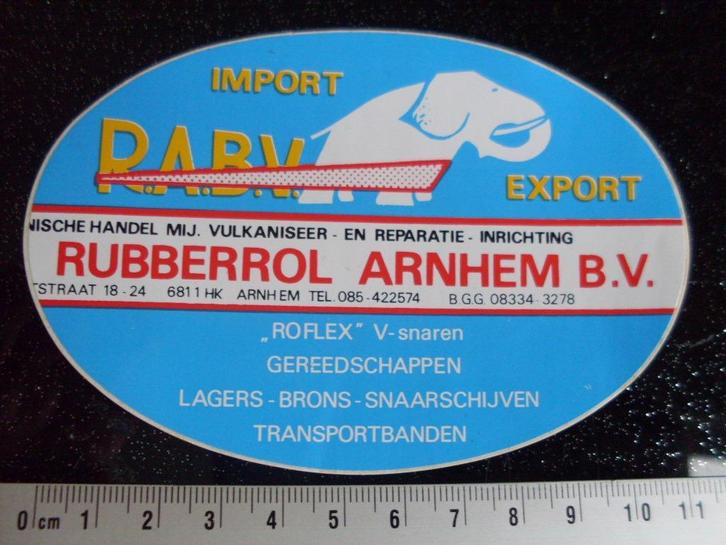 IMPORT
R.A.B.V.
EXPORT
NISCHE HANDEL MIJ. VULKANISEER - EN REPARATIE - INRICHTING
RUBBERROL ARNHEM B.V.
TSTRAAT 18 - 24 6811 HK ARNHEM TEL. 085 - 422574 B.G.G. 08334 - 3278
„ROFLEX” V-snaren
GEREEDSCHAPPEN
LAGERS - BRONS - SNAARSCHIJVEN
TRANSPORTBANDEN
0 cm 1 2 3 4 5 6 7 8 9 10 11